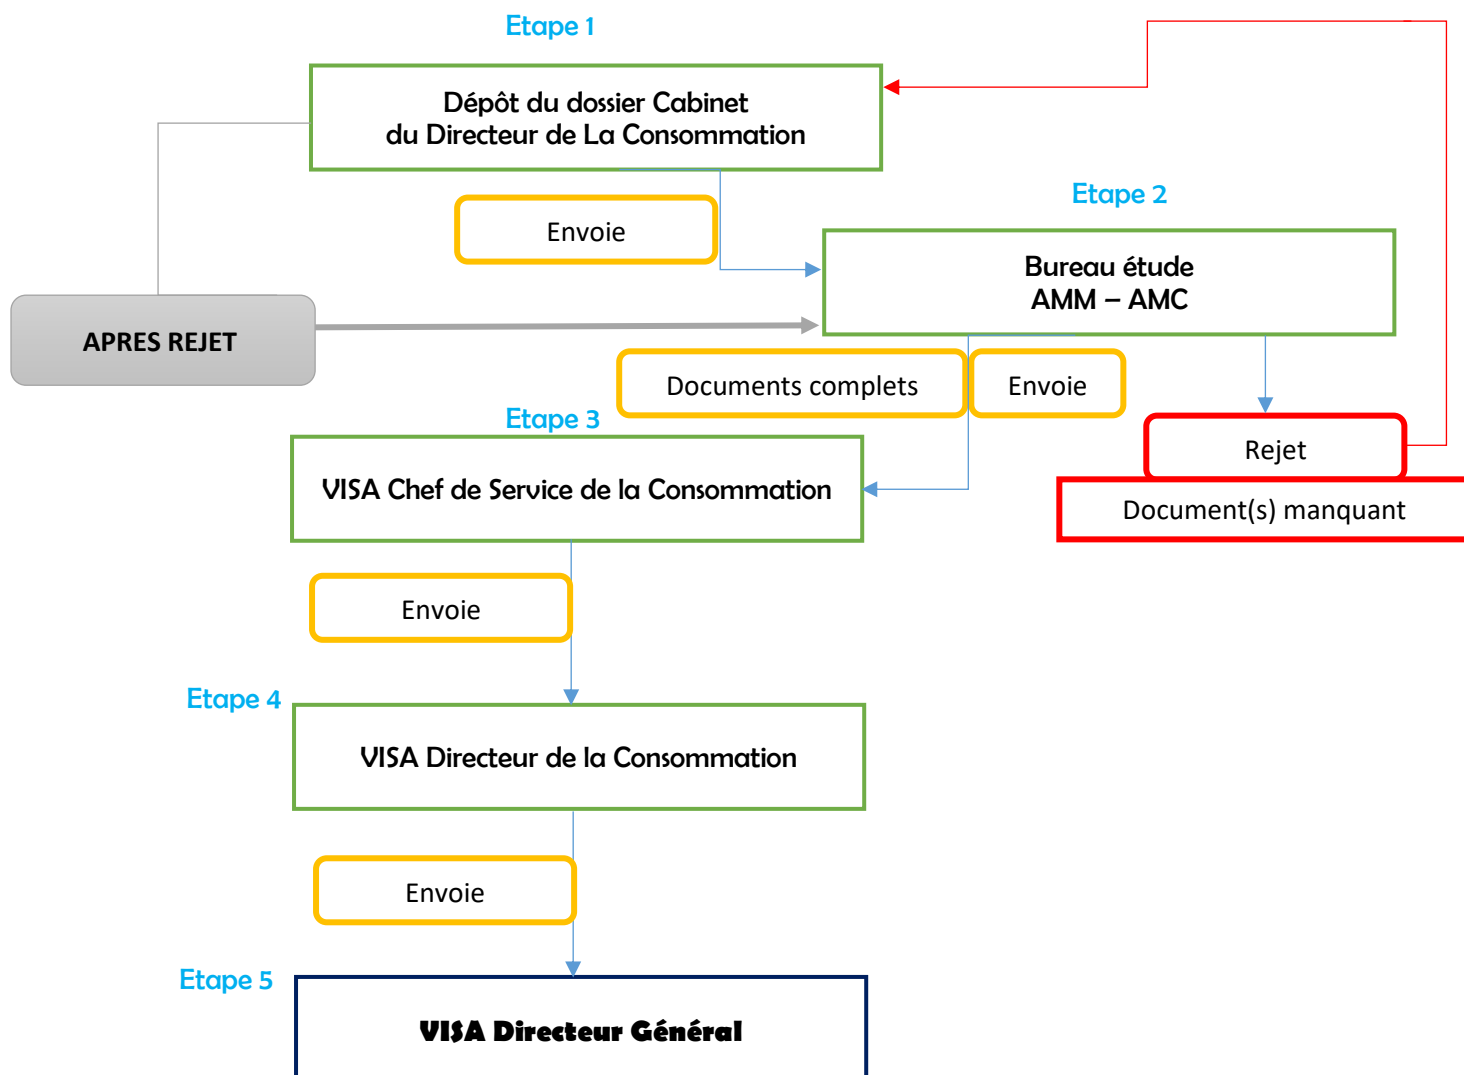 Etape 1
Dépôt du dossier Cabinet
du Directeur de La Consommation
Envoie
Etape 2
Bureau étude
AMM – AMC
APRES REJET
Documents complets
Envoie
Rejet
Document(s) manquant
Etape 3
VISA Chef de Service de la Consommation
Envoie
Etape 4
VISA Directeur de la Consommation
Envoie
Etape 5
VISA Directeur Général